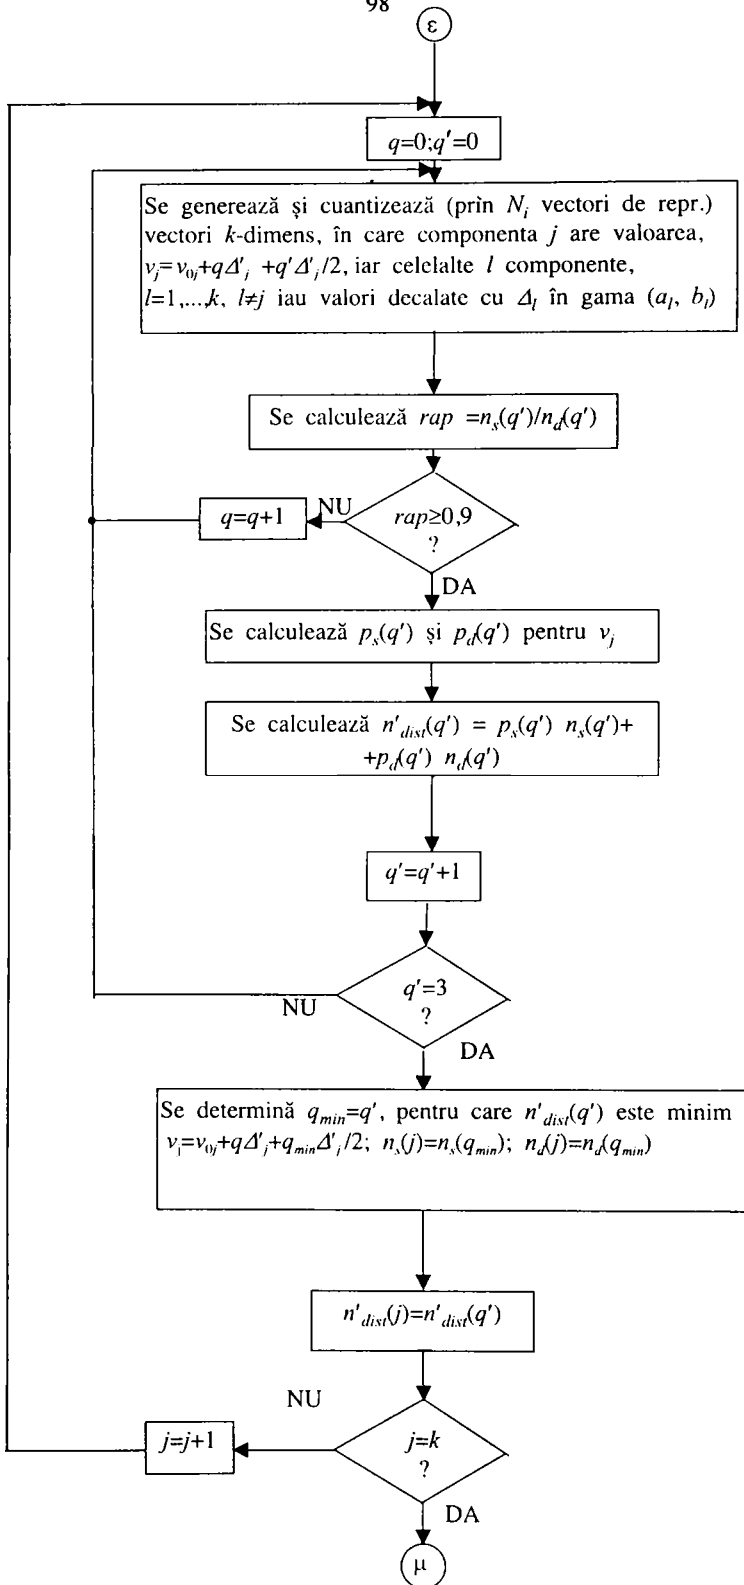 98
ε
q=0;q'=0
Se generează și cuantizează (prin N_i vectori de repr.)
vectori k-dimens, în care componenta j are valoarea,
v_j=v_0j+qΔ'_j +q'Δ'_j/2, iar celelalte l componente,
l=1,...,k, l≠j iau valori decalate cu Δ_l în gama (a_l, b_l)
Se calculează rap =n_s(q')/n_d(q')
q=q+1
NU
rap≥0,9
?
DA
Se calculează p_s(q') și p_d(q') pentru v_j
Se calculează n'_dist(q') = p_s(q') n_s(q')+
+p_d(q') n_d(q')
q'=q'+1
q'=3
?
NU
DA
Se determină q_min=q', pentru care n'_dist(q') este minim
v_j=v_0j+qΔ'_j+q_minΔ'_j/2; n_s(j)=n_s(q_min); n_d(j)=n_d(q_min)
n'_dist(j)=n'_dist(q')
NU
j=j+1
j=k
?
DA
μ